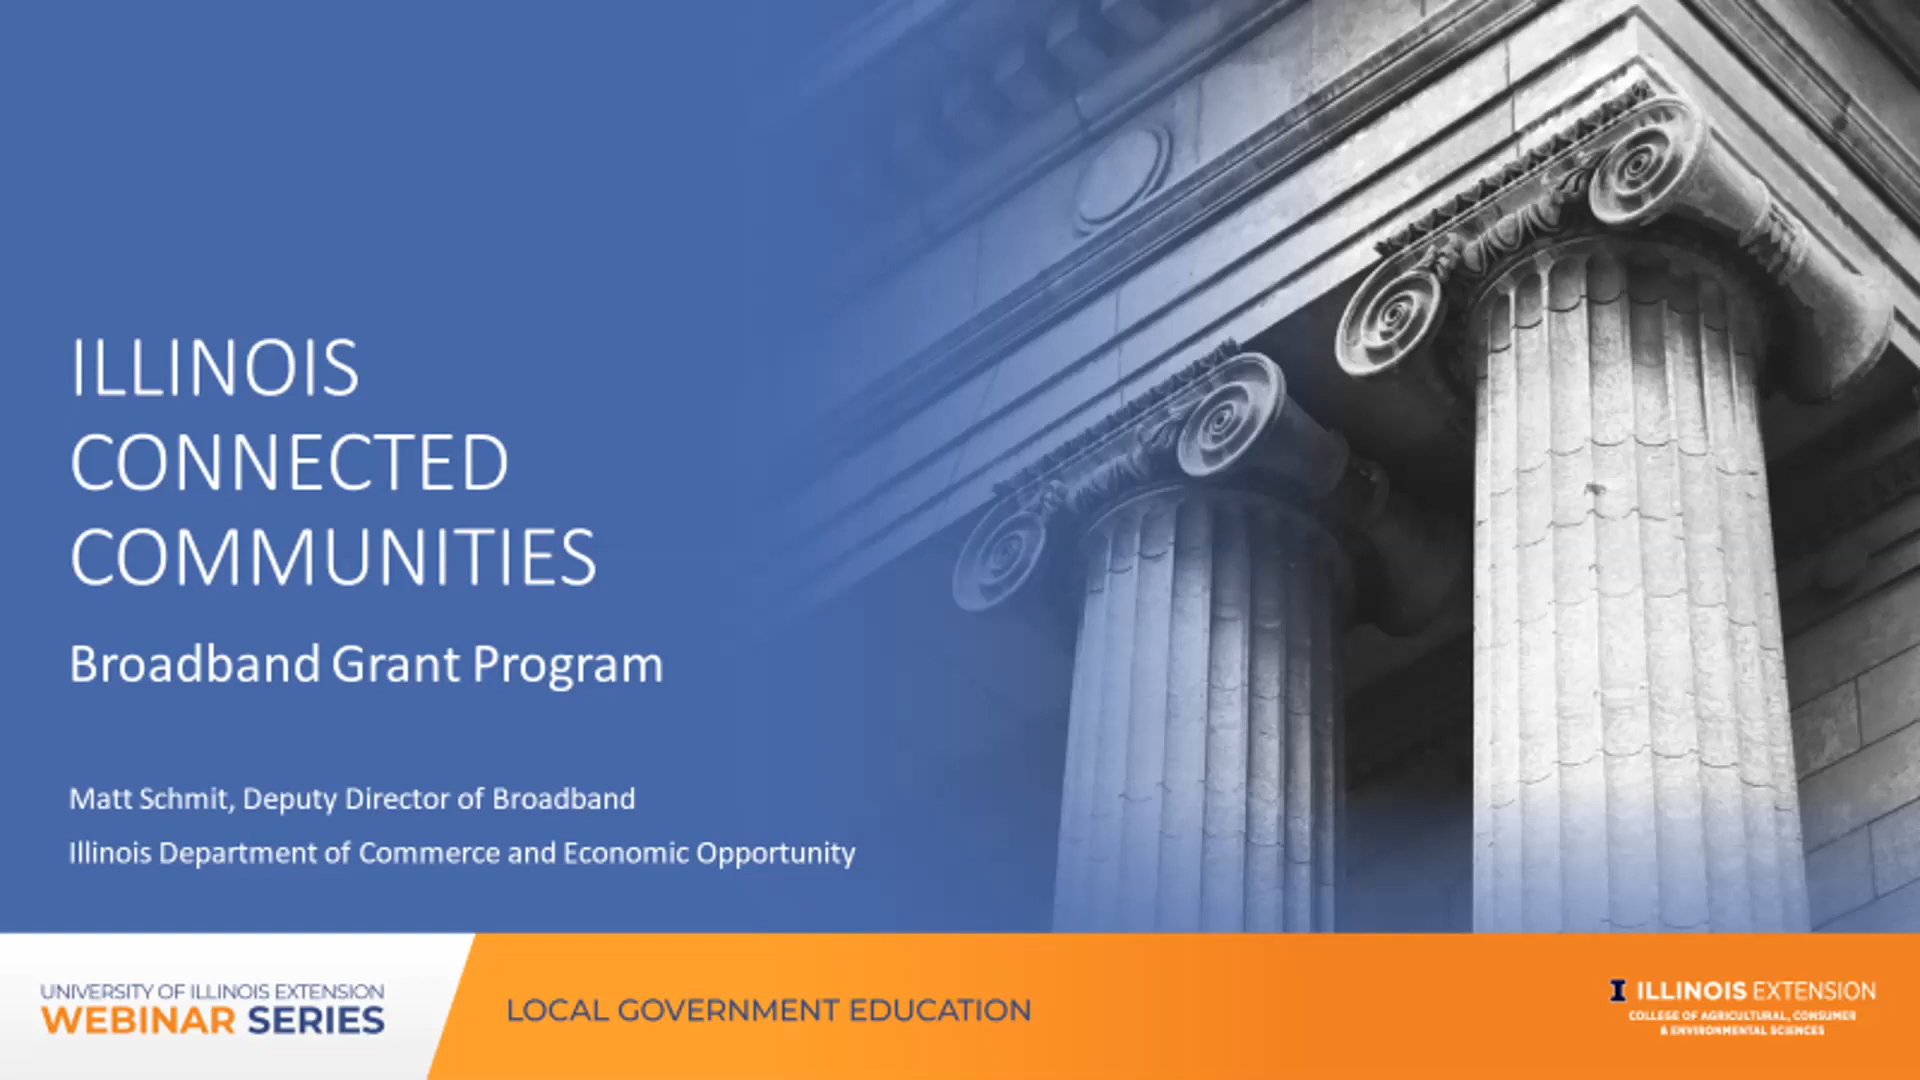 ILLINOIS
CONNECTED
COMMUNITIES
Broadband Grant Program
Matt Schmit, Deputy Director of Broadband
Illinois Department of Commerce and Economic Opportunity
UNIVERSITY OF ILLINOIS EXTENSION
WEBINAR SERIES
LOCAL GOVERNMENT EDUCATION
I ILLINOIS EXTENSION
COLLEGE OF AGRICULTURAL, CONSUMER
& ENVIRONMENTAL SCIENCES